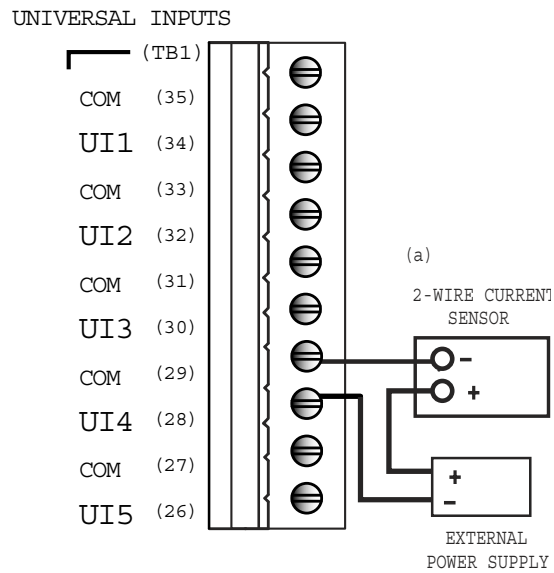 UNIVERSAL INPUTS
(TB1)
COM (35)
UI1 (34)
COM (33)
UI2 (32)
COM (31)
UI3 (30)
COM (29)
UI4 (28)
COM (27)
UI5 (26)
(a)
2-WIRE CURRENT
SENSOR
-
+
+
-
EXTERNAL
POWER SUPPLY